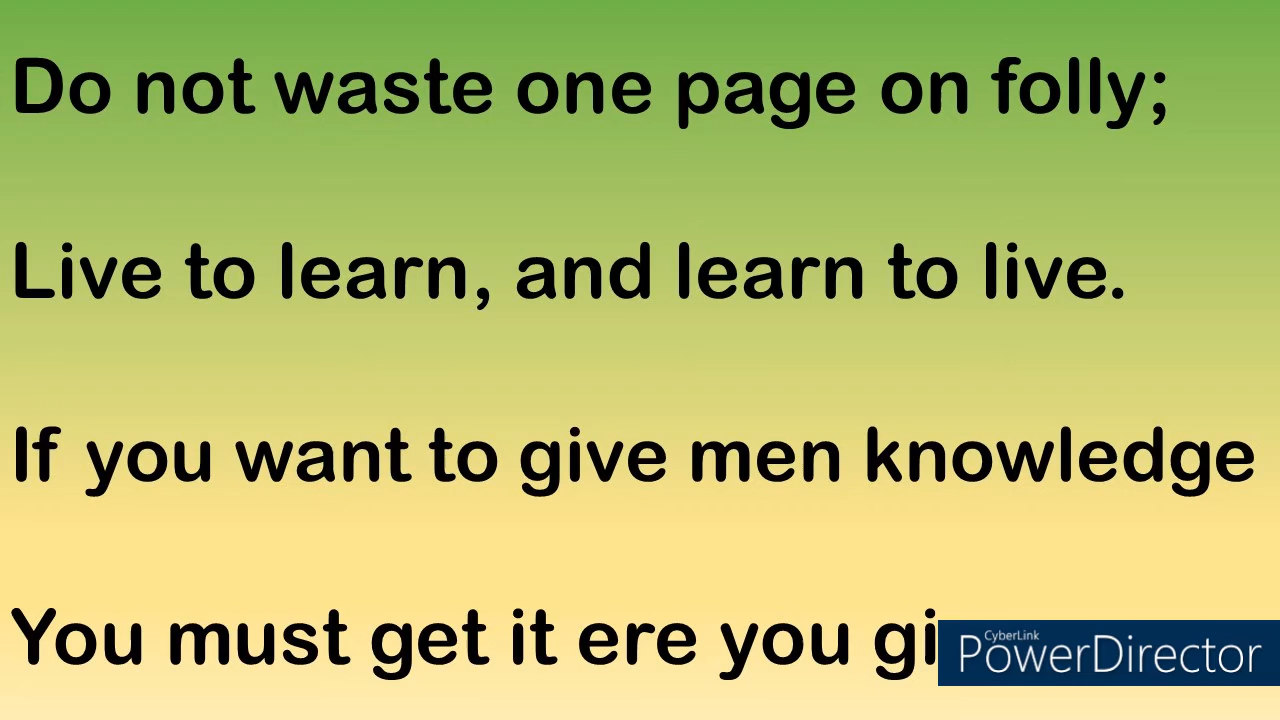 Do not waste one page on folly;
Live to learn, and learn to live.
If you want to give men knowledge
You must get it ere you
CyberLink
PowerDirector